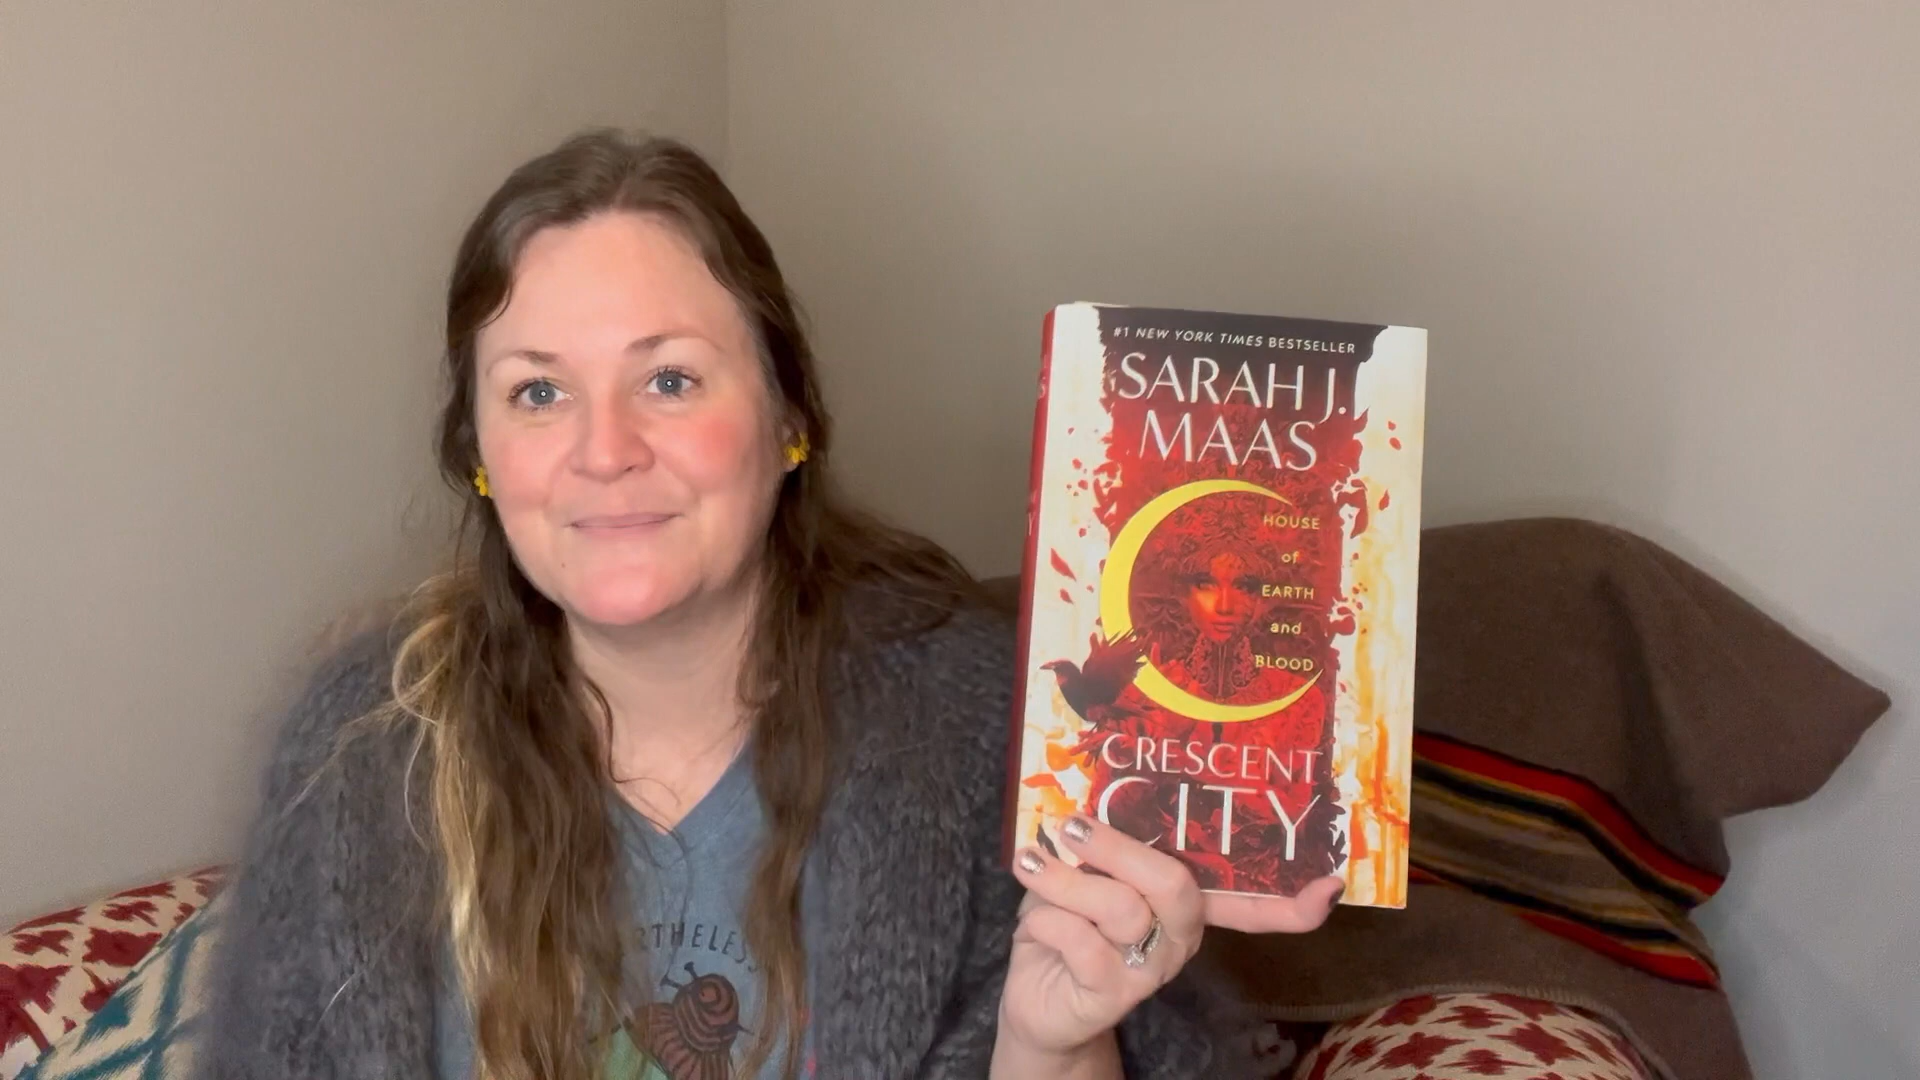 #1 NEW YORK TIMES BESTSELLER
SARAH J.
MAAS
HOUSE
of
EARTH
and
BLOOD
CRESCENT
CITY